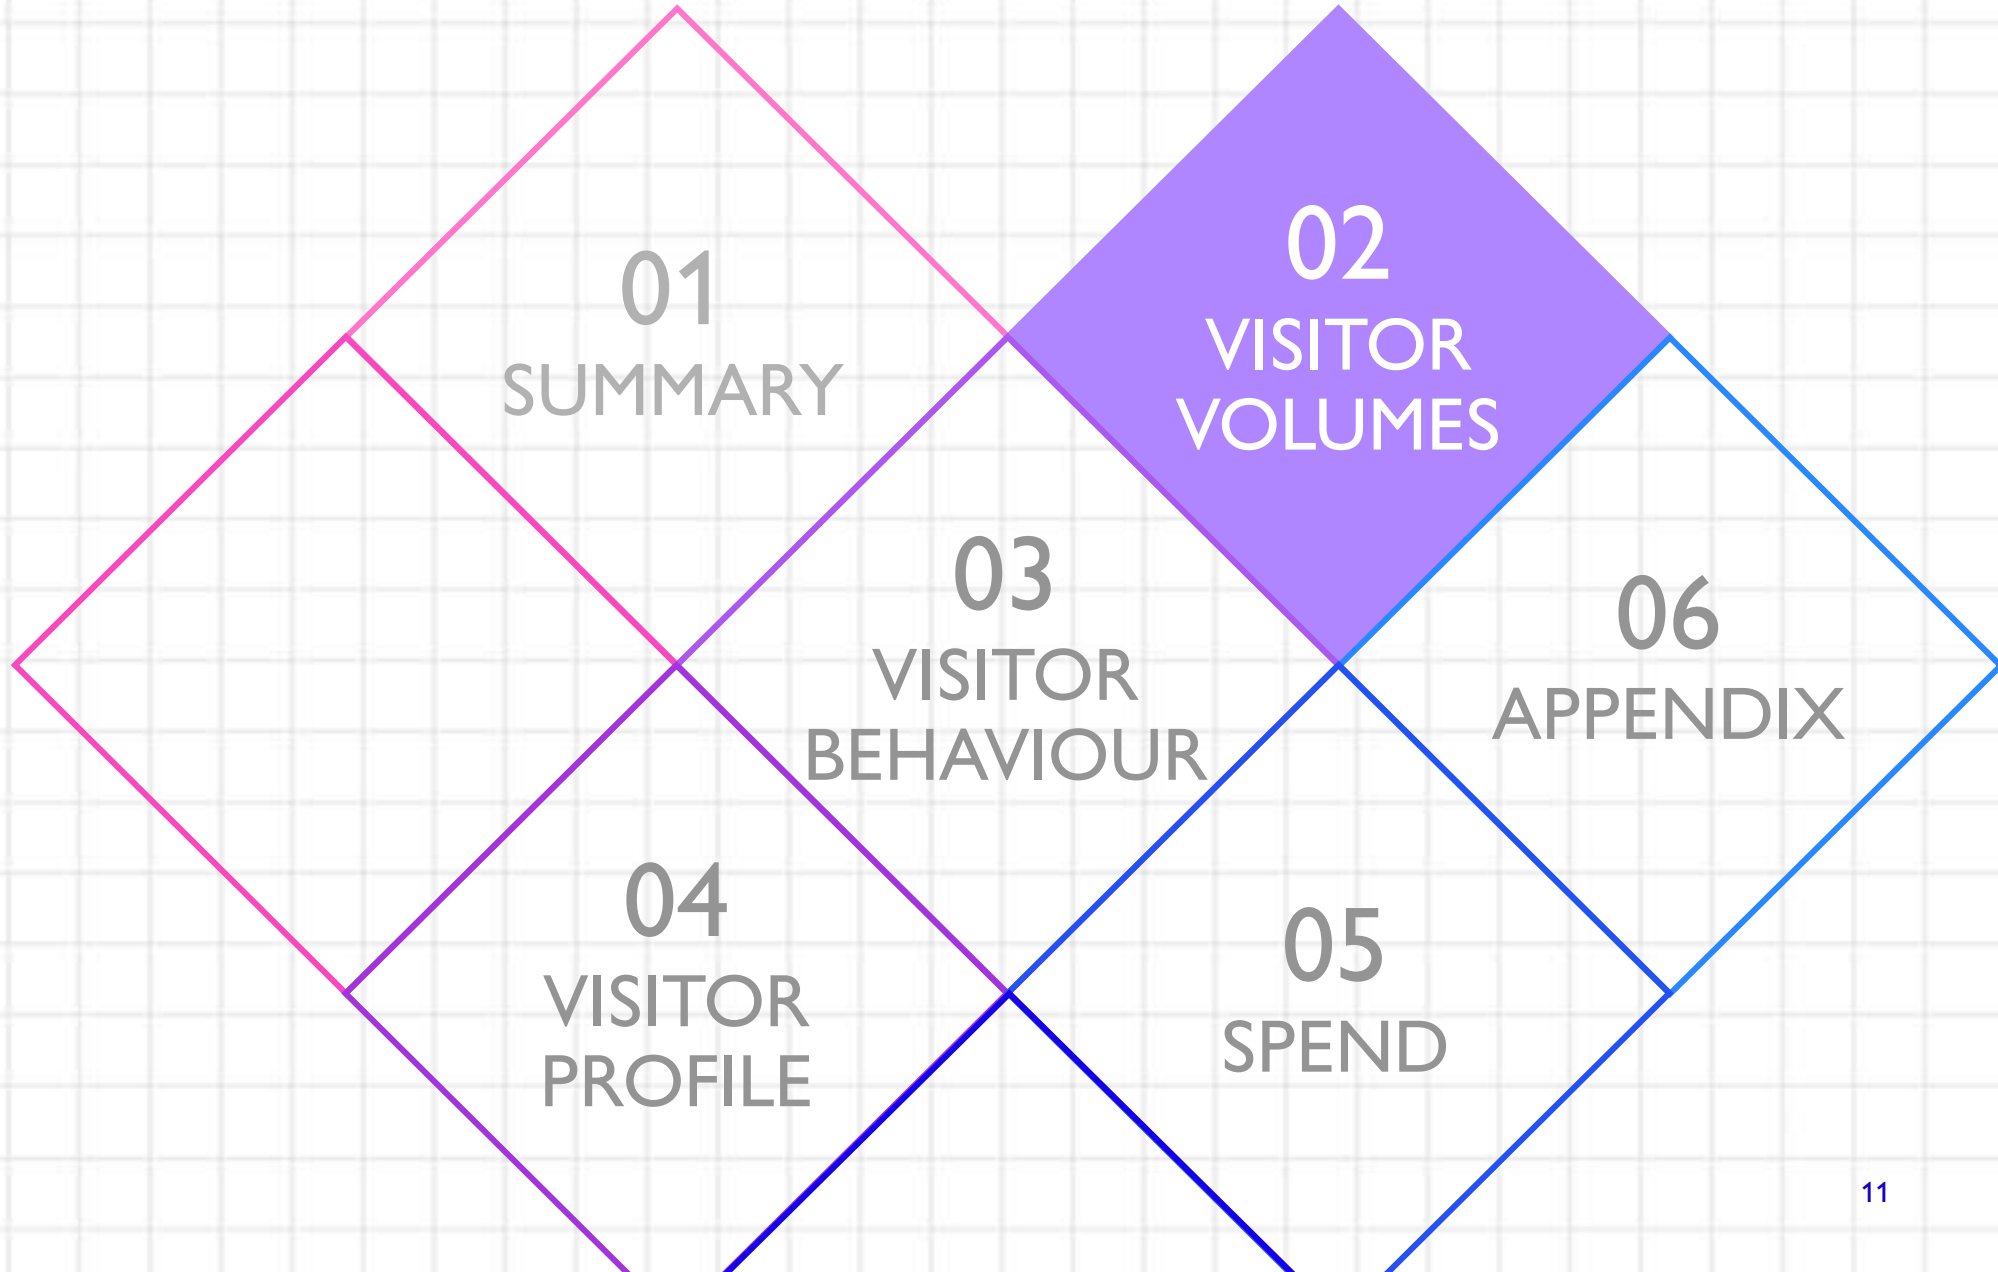 01
SUMMARY
02
VISITOR
VOLUMES
03
VISITOR
BEHAVIOUR
04
VISITOR
PROFILE
05
SPEND
06
APPENDIX
11